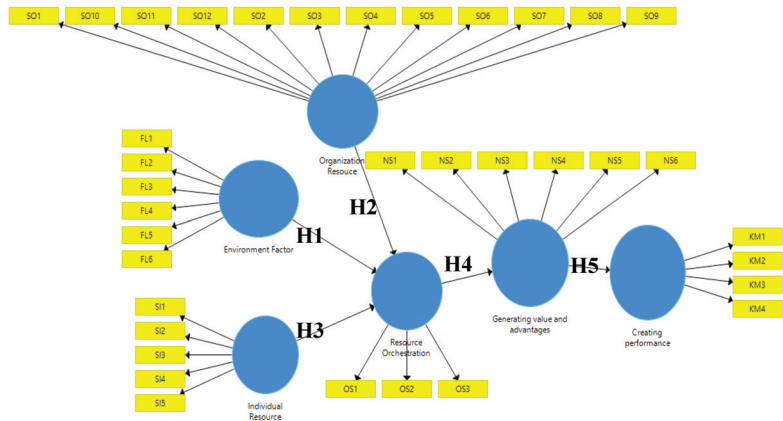 SO1 SO10 SO11 SO12 SO2 SO3 SO4 SO5 SO6 SO7 SO8 SO9
Organization
Resouce
FL1
FL2
FL3
FL4
FL5
FL6
Environment Factor
H1
H2
NS1 NS2 NS3 NS4 NS5 NS6
H4
H5
KM1
KM2
KM3
KM4
Generating value and
advantages
Creating
performance
SI1
SI2
SI3
SI4
SI5
H3
Resource
Orchestration
OS1 OS2 OS3
Individual
Resource